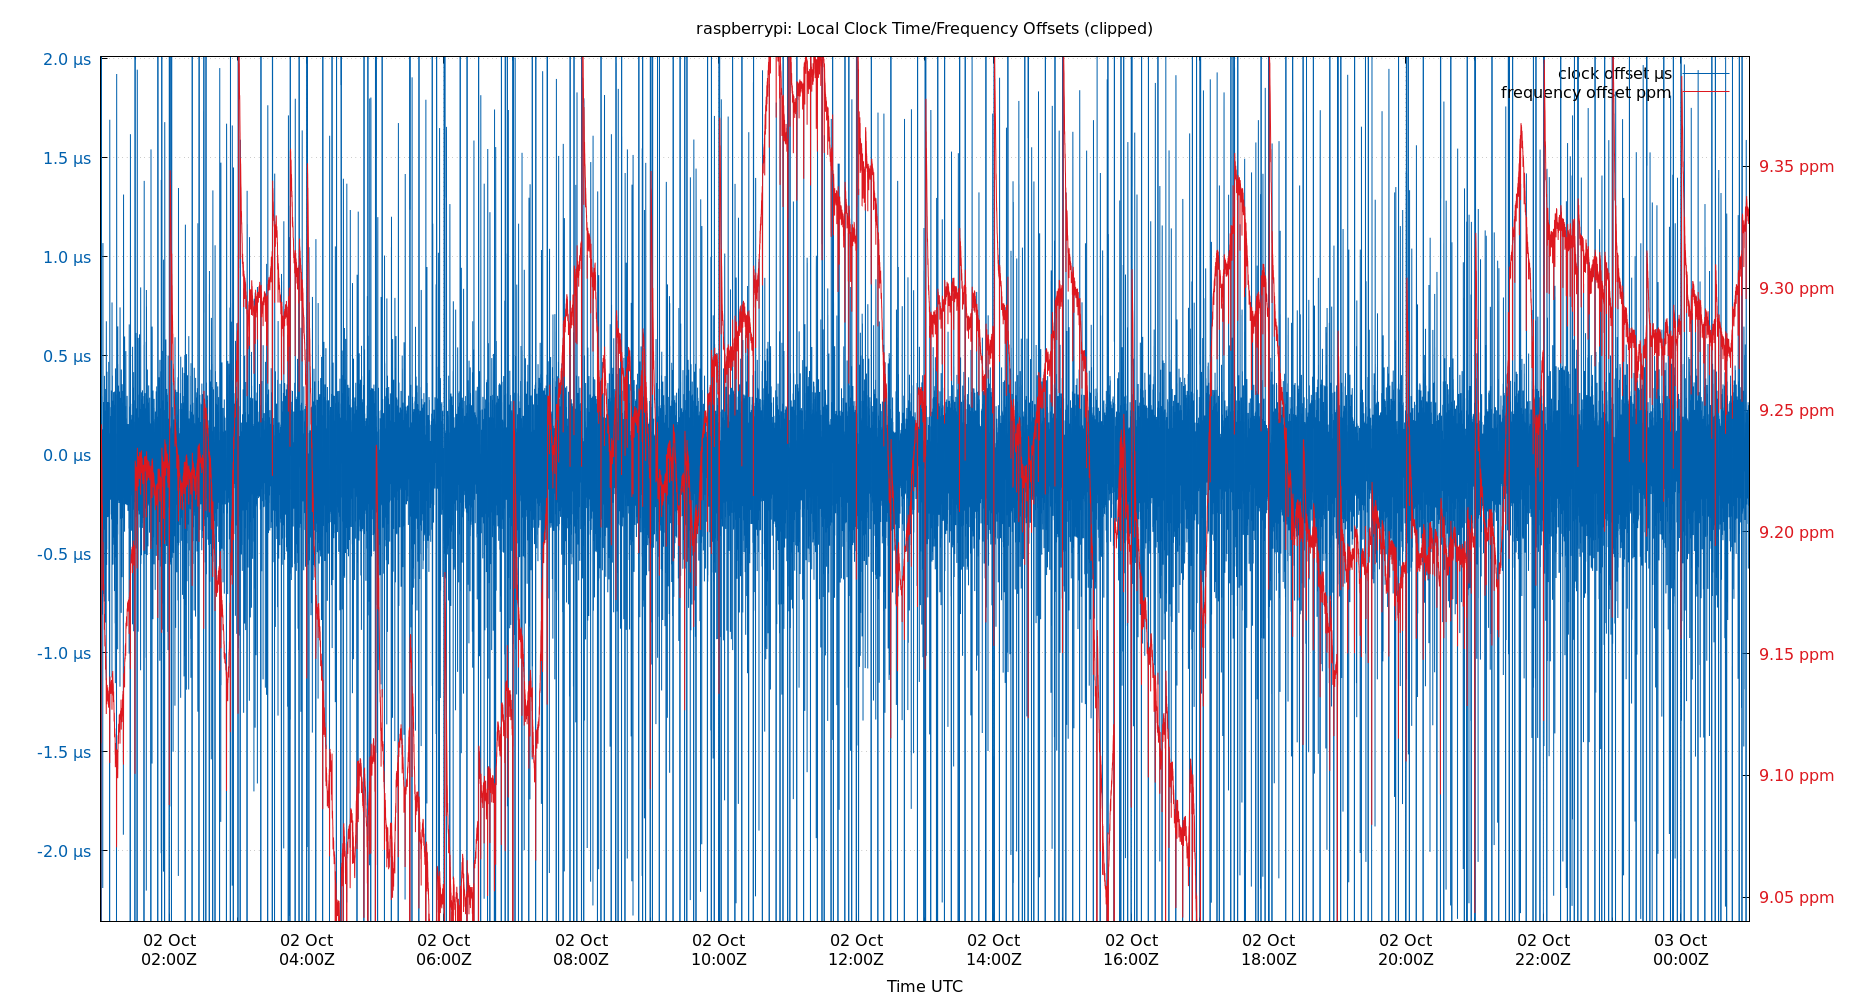 raspberrypi: Local Clock Time/Frequency Offsets (clipped)
clock offset µs
frequency offset ppm
2.0 µs
1.5 µs
1.0 µs
0.5 µs
0.0 µs
-0.5 µs
-1.0 µs
-1.5 µs
-2.0 µs
9.35 ppm
9.30 ppm
9.25 ppm
9.20 ppm
9.15 ppm
9.10 ppm
9.05 ppm
02 Oct 02 Oct 02 Oct 02 Oct 02 Oct 02 Oct 02 Oct 02 Oct 02 Oct 02 Oct 02 Oct 03 Oct
02:00Z 04:00Z 06:00Z 08:00Z 10:00Z 12:00Z 14:00Z 16:00Z 18:00Z 20:00Z 22:00Z 00:00Z
Time UTC